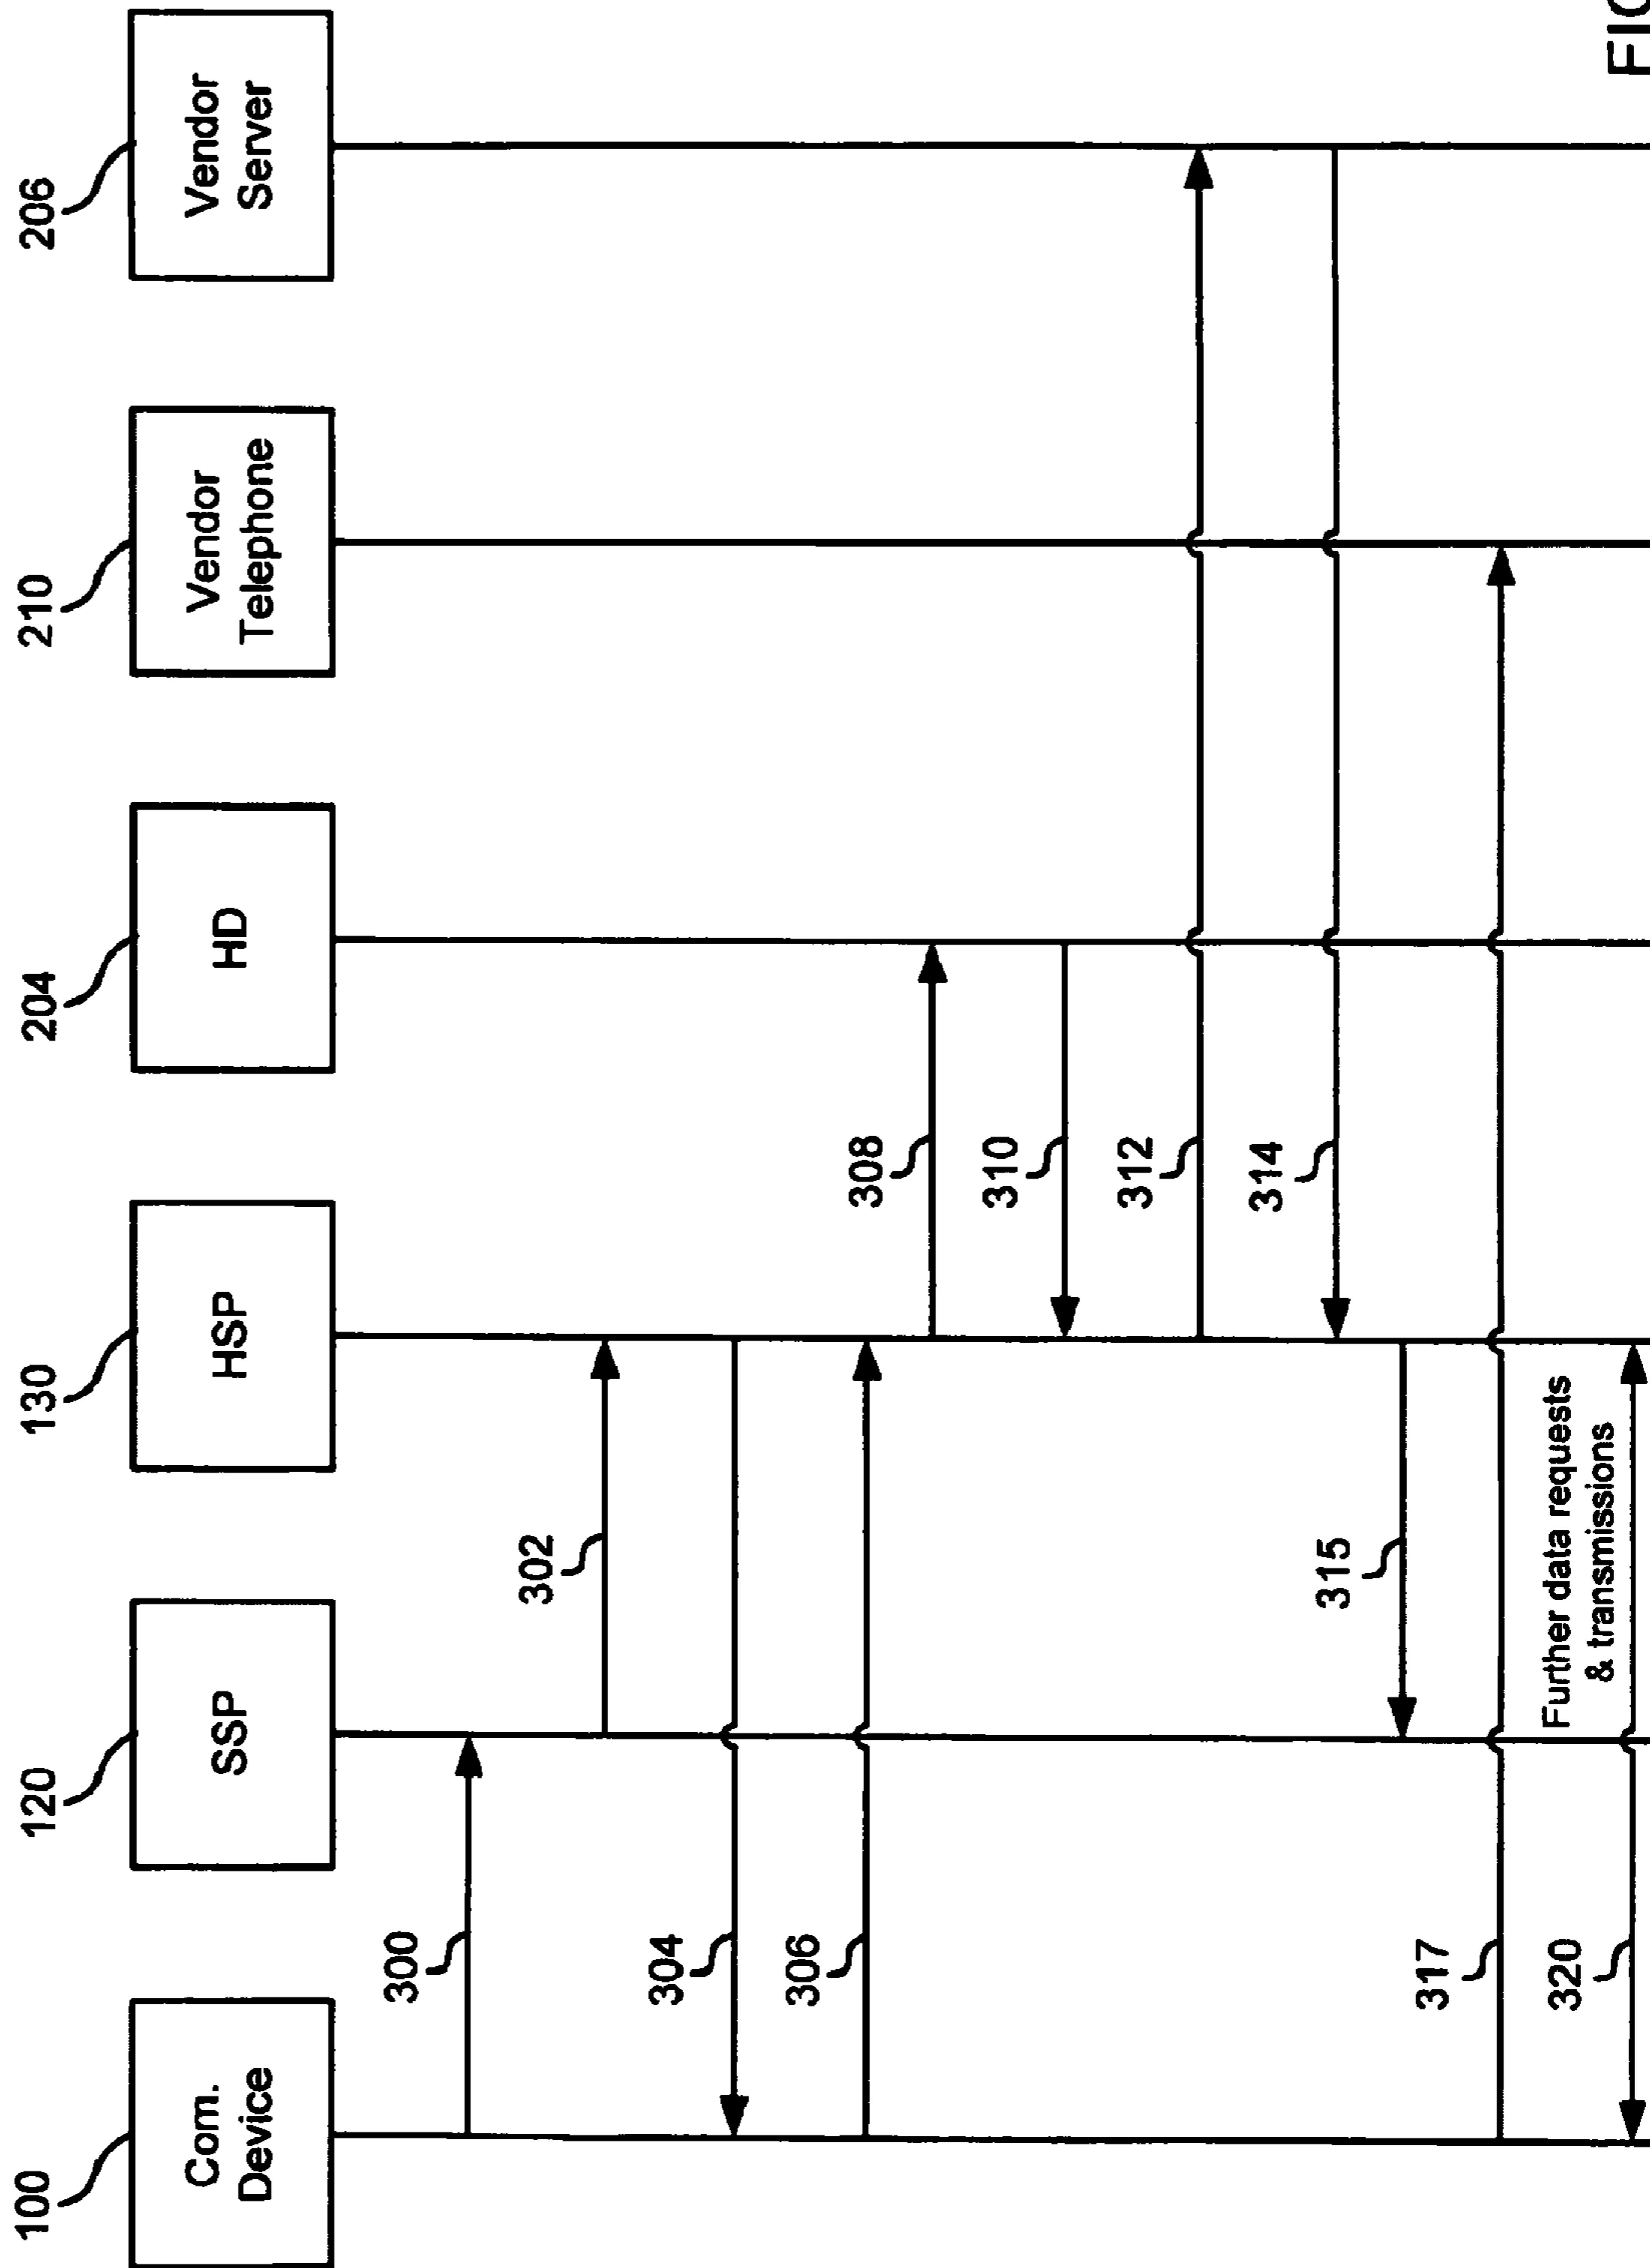 100
120
130
204
210
206
Com.
Device
SSP
HSP
HD
Vendor
Telephone
Vendor
Server
300
302
304
306
308
310
312
314
315
317
Further data requests
& transmissions
320